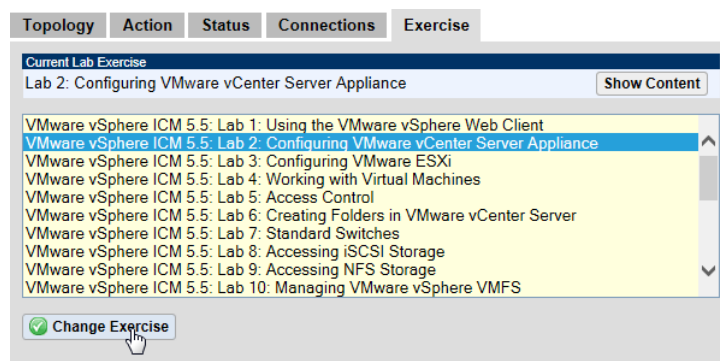 Topology Action Status Connections Exercise
Current Lab Exercise
Lab 2: Configuring VMware vCenter Server Appliance Show Content
VMware vSphere ICM 5.5: Lab 1: Using the VMware vSphere Web Client
VMware vSphere ICM 5.5: Lab 2: Configuring VMware vCenter Server Appliance
VMware vSphere ICM 5.5: Lab 3: Configuring VMware ESXi
VMware vSphere ICM 5.5: Lab 4: Working with Virtual Machines
VMware vSphere ICM 5.5: Lab 5: Access Control
VMware vSphere ICM 5.5: Lab 6: Creating Folders in VMware vCenter Server
VMware vSphere ICM 5.5: Lab 7: Standard Switches
VMware vSphere ICM 5.5: Lab 8: Accessing iSCSI Storage
VMware vSphere ICM 5.5: Lab 9: Accessing NFS Storage
VMware vSphere ICM 5.5: Lab 10: Managing VMware vSphere VMFS
Change Exercise